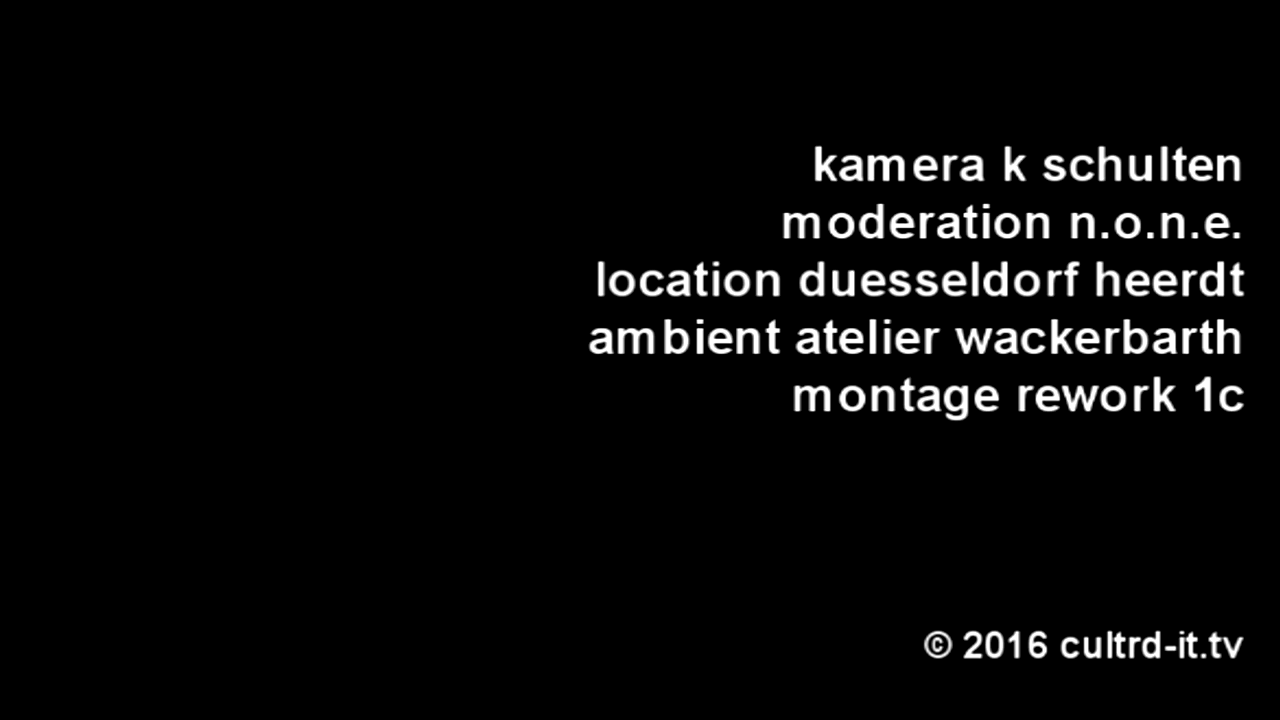 kamera k schulten
moderation n.o.n.e.
location duesseldorf heerdt
ambient atelier wackerbarth
montage rework 1c
© 2016 cultrd-it.tv